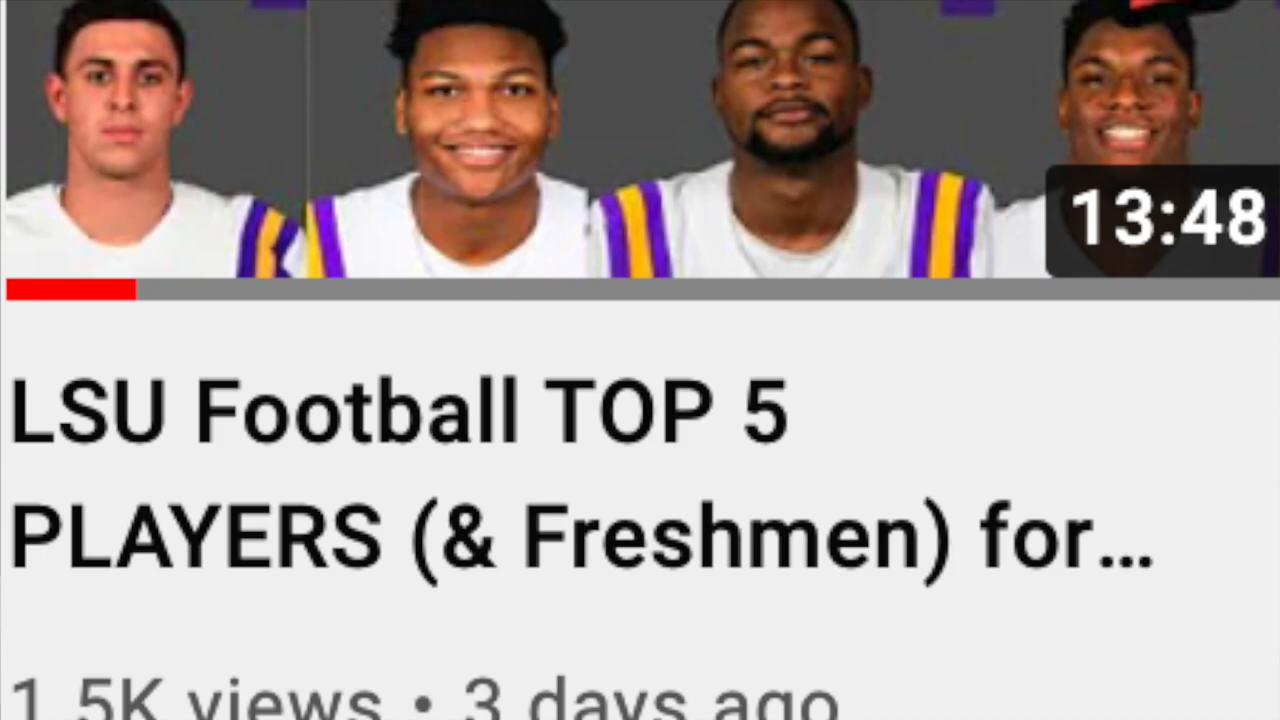 13:48
LSU Football TOP 5
PLAYERS (& Freshmen) for...
1.5K views • 3 days ago